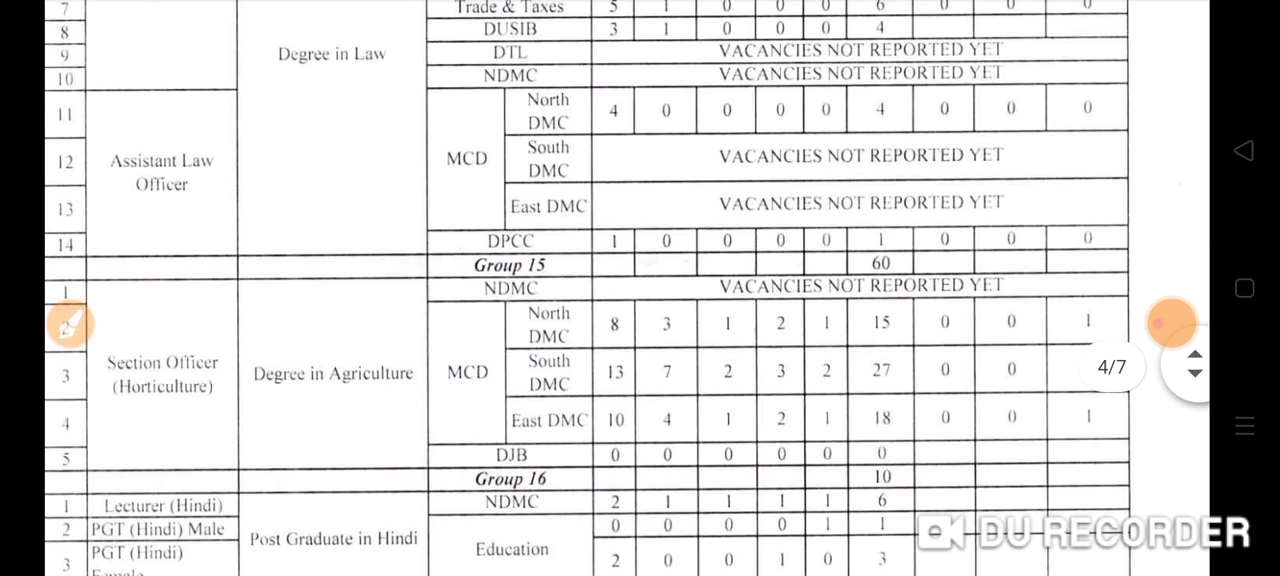 7 Trade & Taxes 5 1 0 0 0 6 0 0 0
8 DUSIB 3 1 0 0 0 4
9 Degree in Law DTL VACANCIES NOT REPORTED YET
10 NDMC VACANCIES NOT REPORTED YET
11 North DMC 4 0 0 0 0 4 0 0 0
12 Assistant Law Officer MCD South DMC VACANCIES NOT REPORTED YET
13 East DMC VACANCIES NOT REPORTED YET
14 DPCC 1 0 0 0 0 1 0 0 0
Group 15 60
1 NDMC VACANCIES NOT REPORTED YET
2 North DMC 8 3 1 2 1 15 0 0 1
3 Section Officer (Horticulture) Degree in Agriculture MCD South DMC 13 7 2 3 2 27 0 0
4/7
4 East DMC 10 4 1 2 1 18 0 0 1
5 DJB 0 0 0 0 0 0
Group 16 10
1 Lecturer (Hindi) NDMC 2 1 1 1 1 6
2 PGT (Hindi) Male Post Graduate in Hindi Education 0 0 0 0 1 1
3 PGT (Hindi) 2 0 0 1 0 3
DU RECORDER